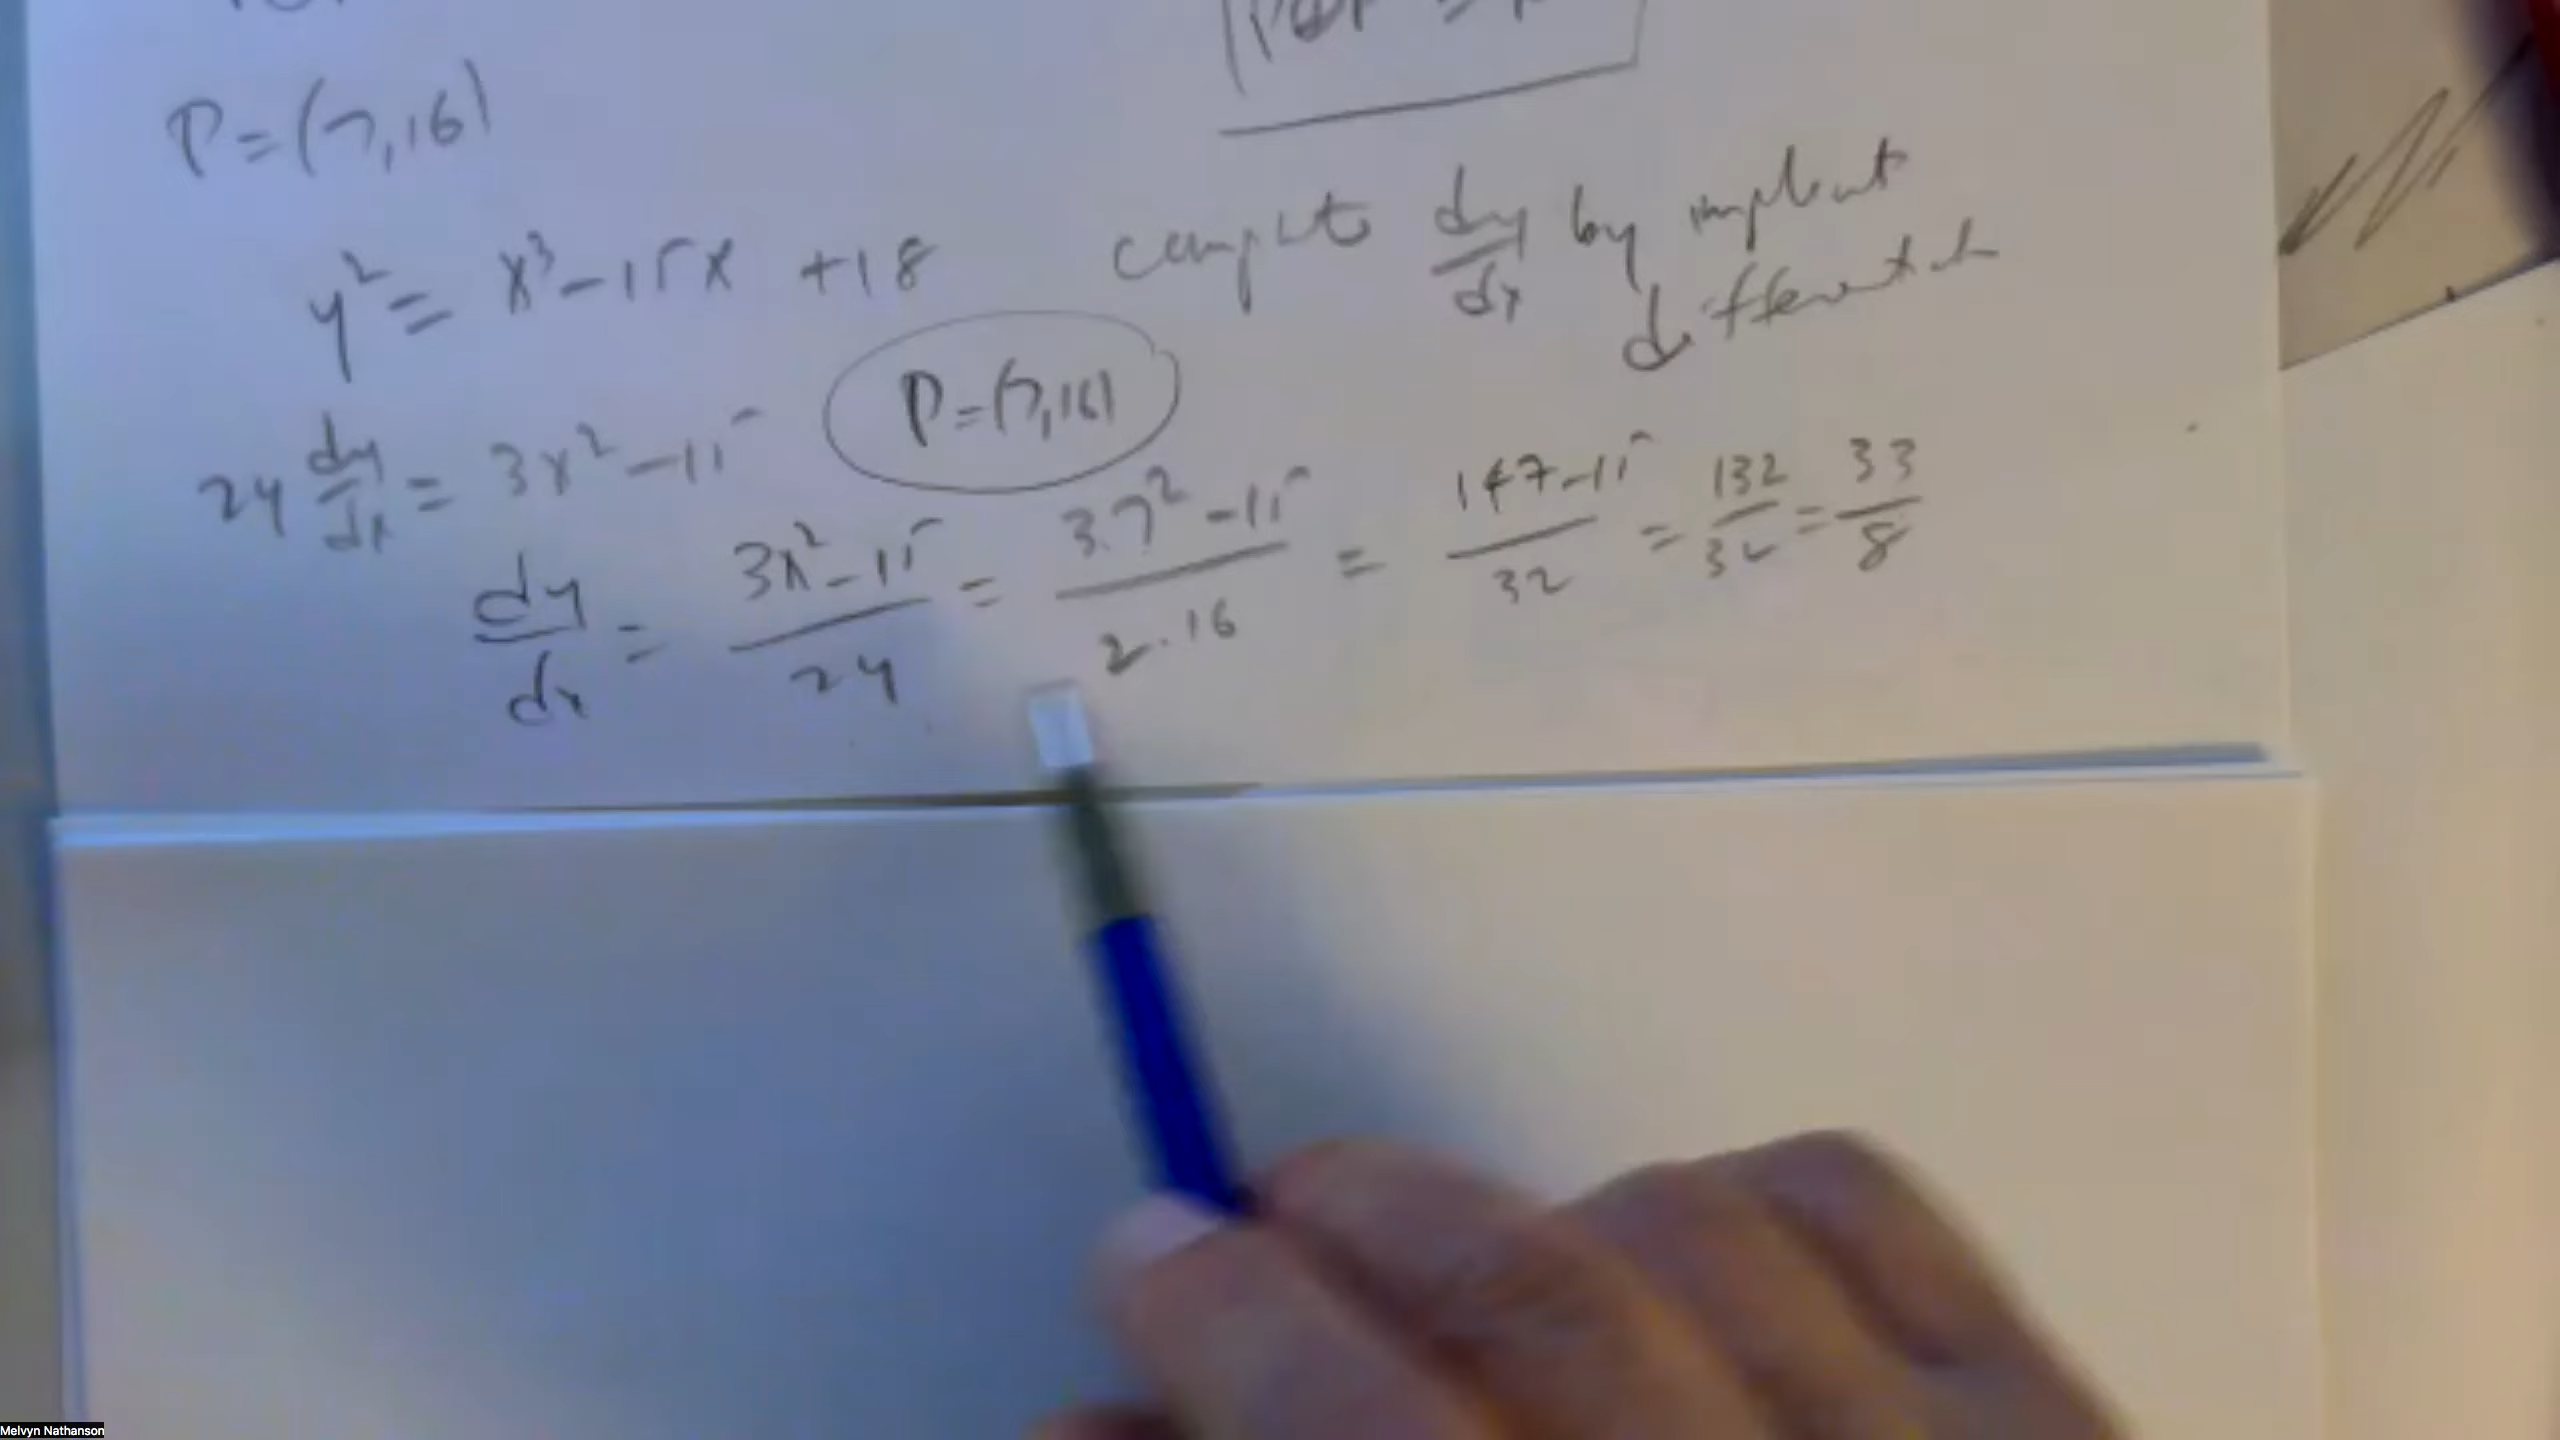 P = (7, 16)
y² = x³ - 15x + 18
compute dy/dx by implicit
differentiation
P = (7, 16)
2y dy/dx = 3x² - 15
dy/dx = (3x² - 15)/2y = (3.7² - 15)/(2.16) = (147 - 15)/32 = 132/32 = 33/8
Melvyn Nathanson